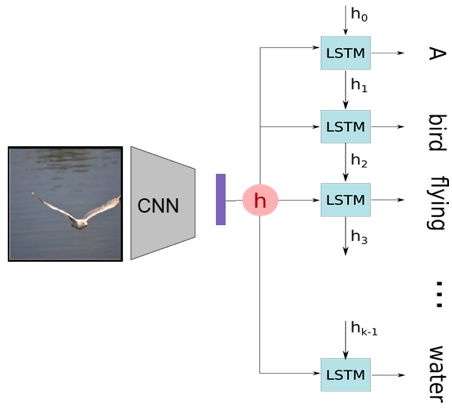 h0
LSTM
A
h1
LSTM
bird
h2
CNN
h
LSTM
flying
h3
...
hk-1
LSTM
water